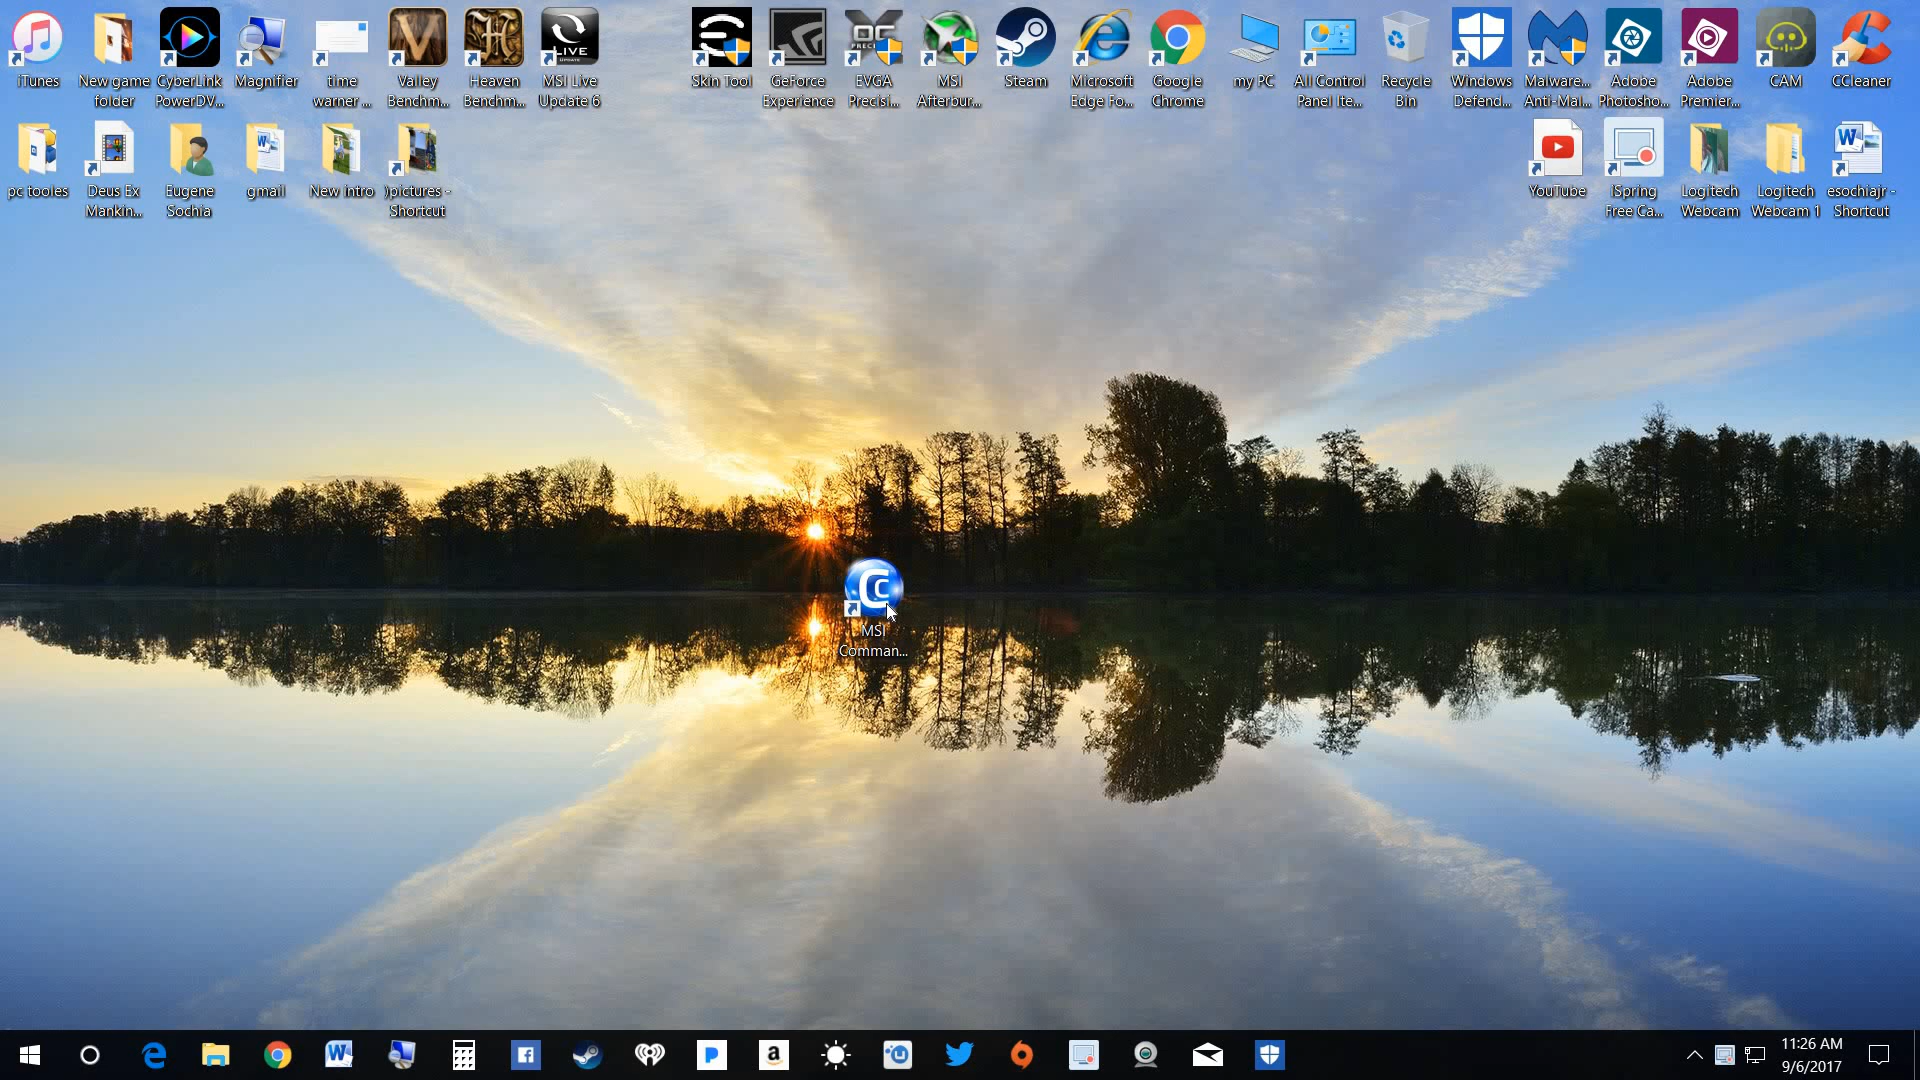 iTunes
New game
folder
CyberLink
PowerDV...
Magnifier
time
warner ...
Valley
Benchm...
Heaven
Benchm...
LIVE
UPDATE
MSI Live
Update 6
Skin Tool
GeForce
Experience
OC
EVGA
Precisi...
MSI
Afterbur...
Steam
Microsoft
Edge Fo...
Google
Chrome
my PC
All Control
Panel Ite...
Recycle
Bin
Windows
Defend...
Malware...
Anti-Mal...
Adobe
Photosho...
Adobe
Premier...
CAM
CCleaner
pc tooles
Deus Ex
Mankin...
Eugene
Sochia
gmail
New intro
)pictures -
Shortcut
YouTube
iSpring
Free Ca...
Logitech
Webcam
Logitech
Webcam 1
esochiajr -
Shortcut
MSI
Comman...
11:26 AM
9/6/2017